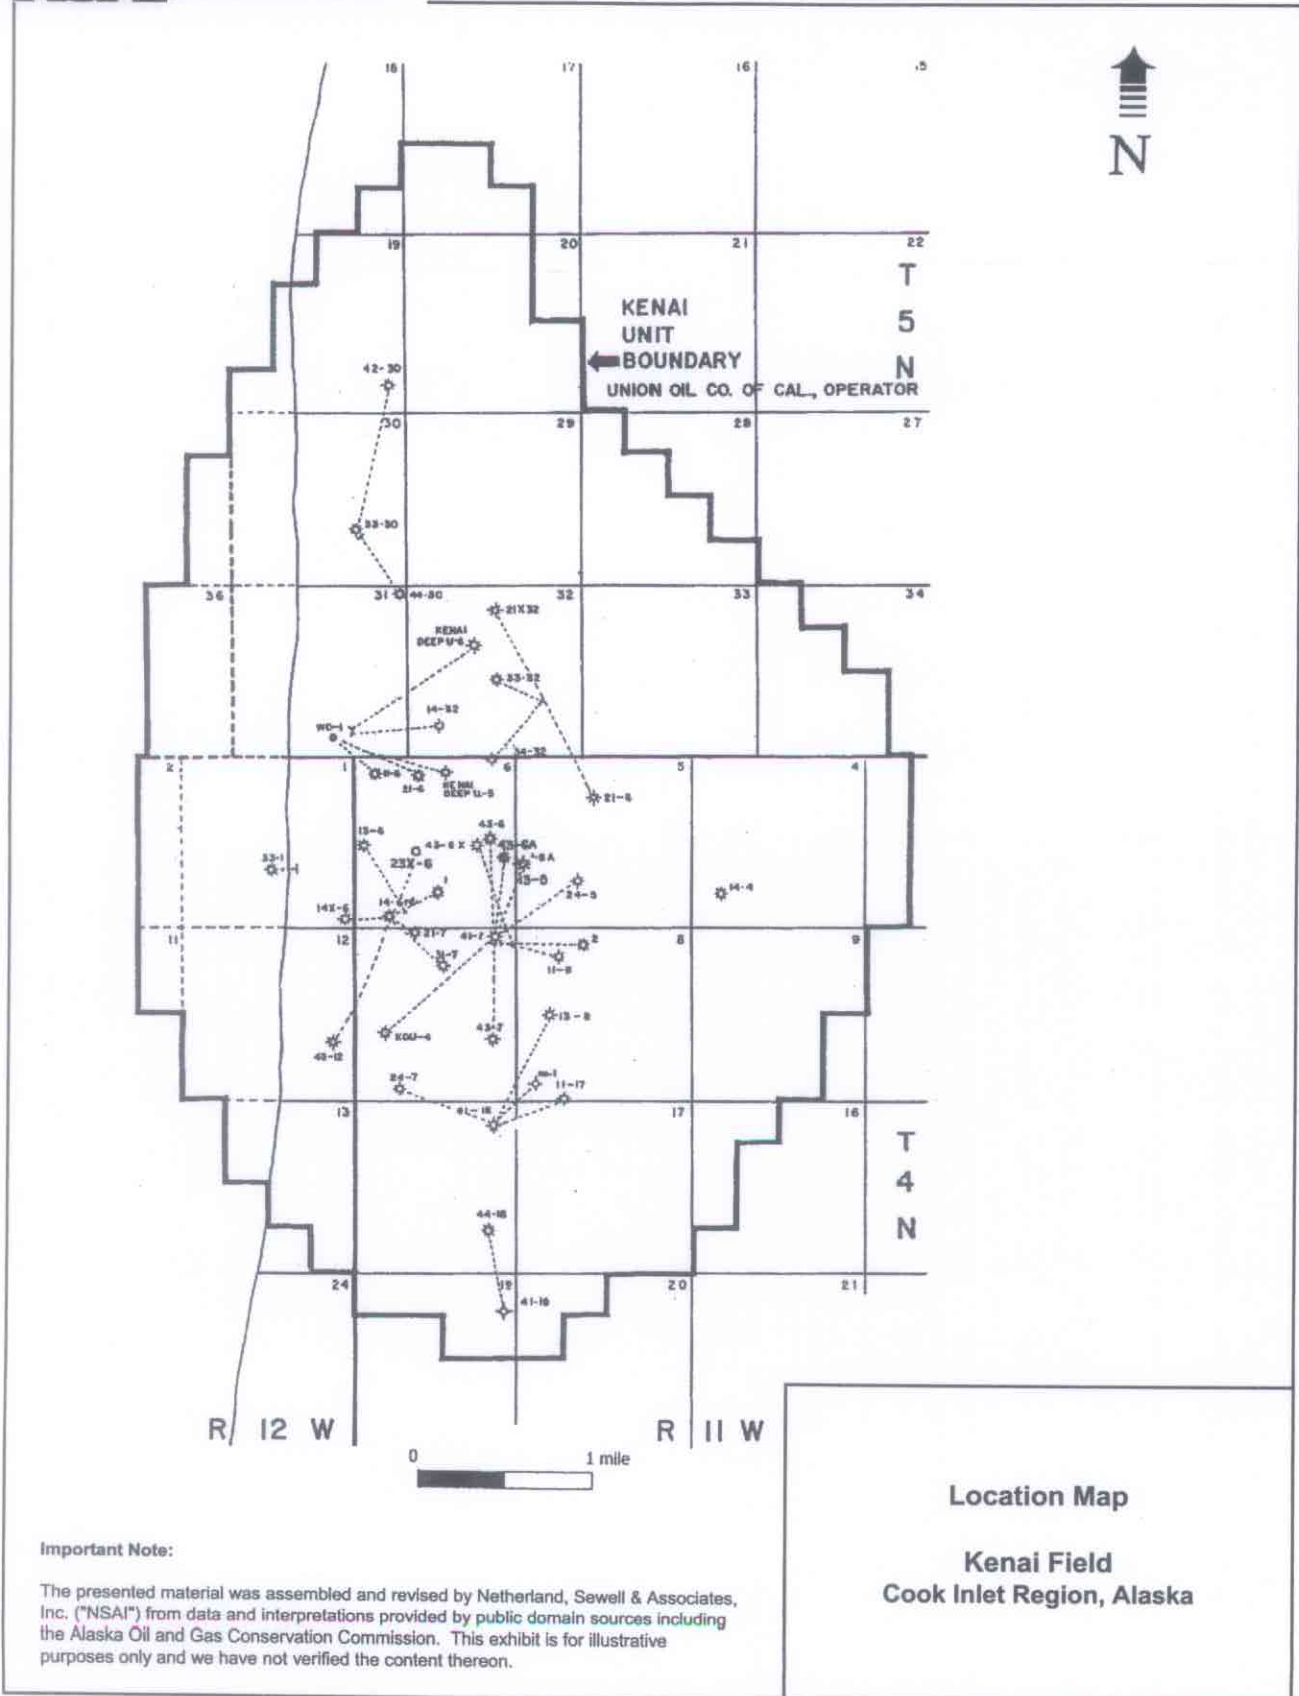 18
17
16
N
19
20
21
22
T
5
N
KENAI
UNIT
BOUNDARY
UNION OIL CO. OF CAL., OPERATOR
42-30
30
29
28
27
33-30
36
31
44-30
32
33
34
21X32
KENAI
DEEP U-6
33-32
14-32
WD-1
34-32
2
1
6
5
4
21-6
KENAI
DEEP U-5
21-5
13-6
43-6
43-6X
43-6A
23X-6
33-1
1
24-5
14-4
14X-6
14-6
11
12
21-7
41-7
2
8
9
11-8
13-8
43-7
KDU-4
43-12
24-7
11-17
13
17
16
T
4
N
44-18
24
19
20
21
41-19
R 12 W
R 11 W
0
1 mile
Location Map
Kenai Field
Cook Inlet Region, Alaska
Important Note:
The presented material was assembled and revised by Netherland, Sewell & Associates,
Inc. ("NSAI") from data and interpretations provided by public domain sources including
the Alaska Oil and Gas Conservation Commission. This exhibit is for illustrative
purposes only and we have not verified the content thereon.